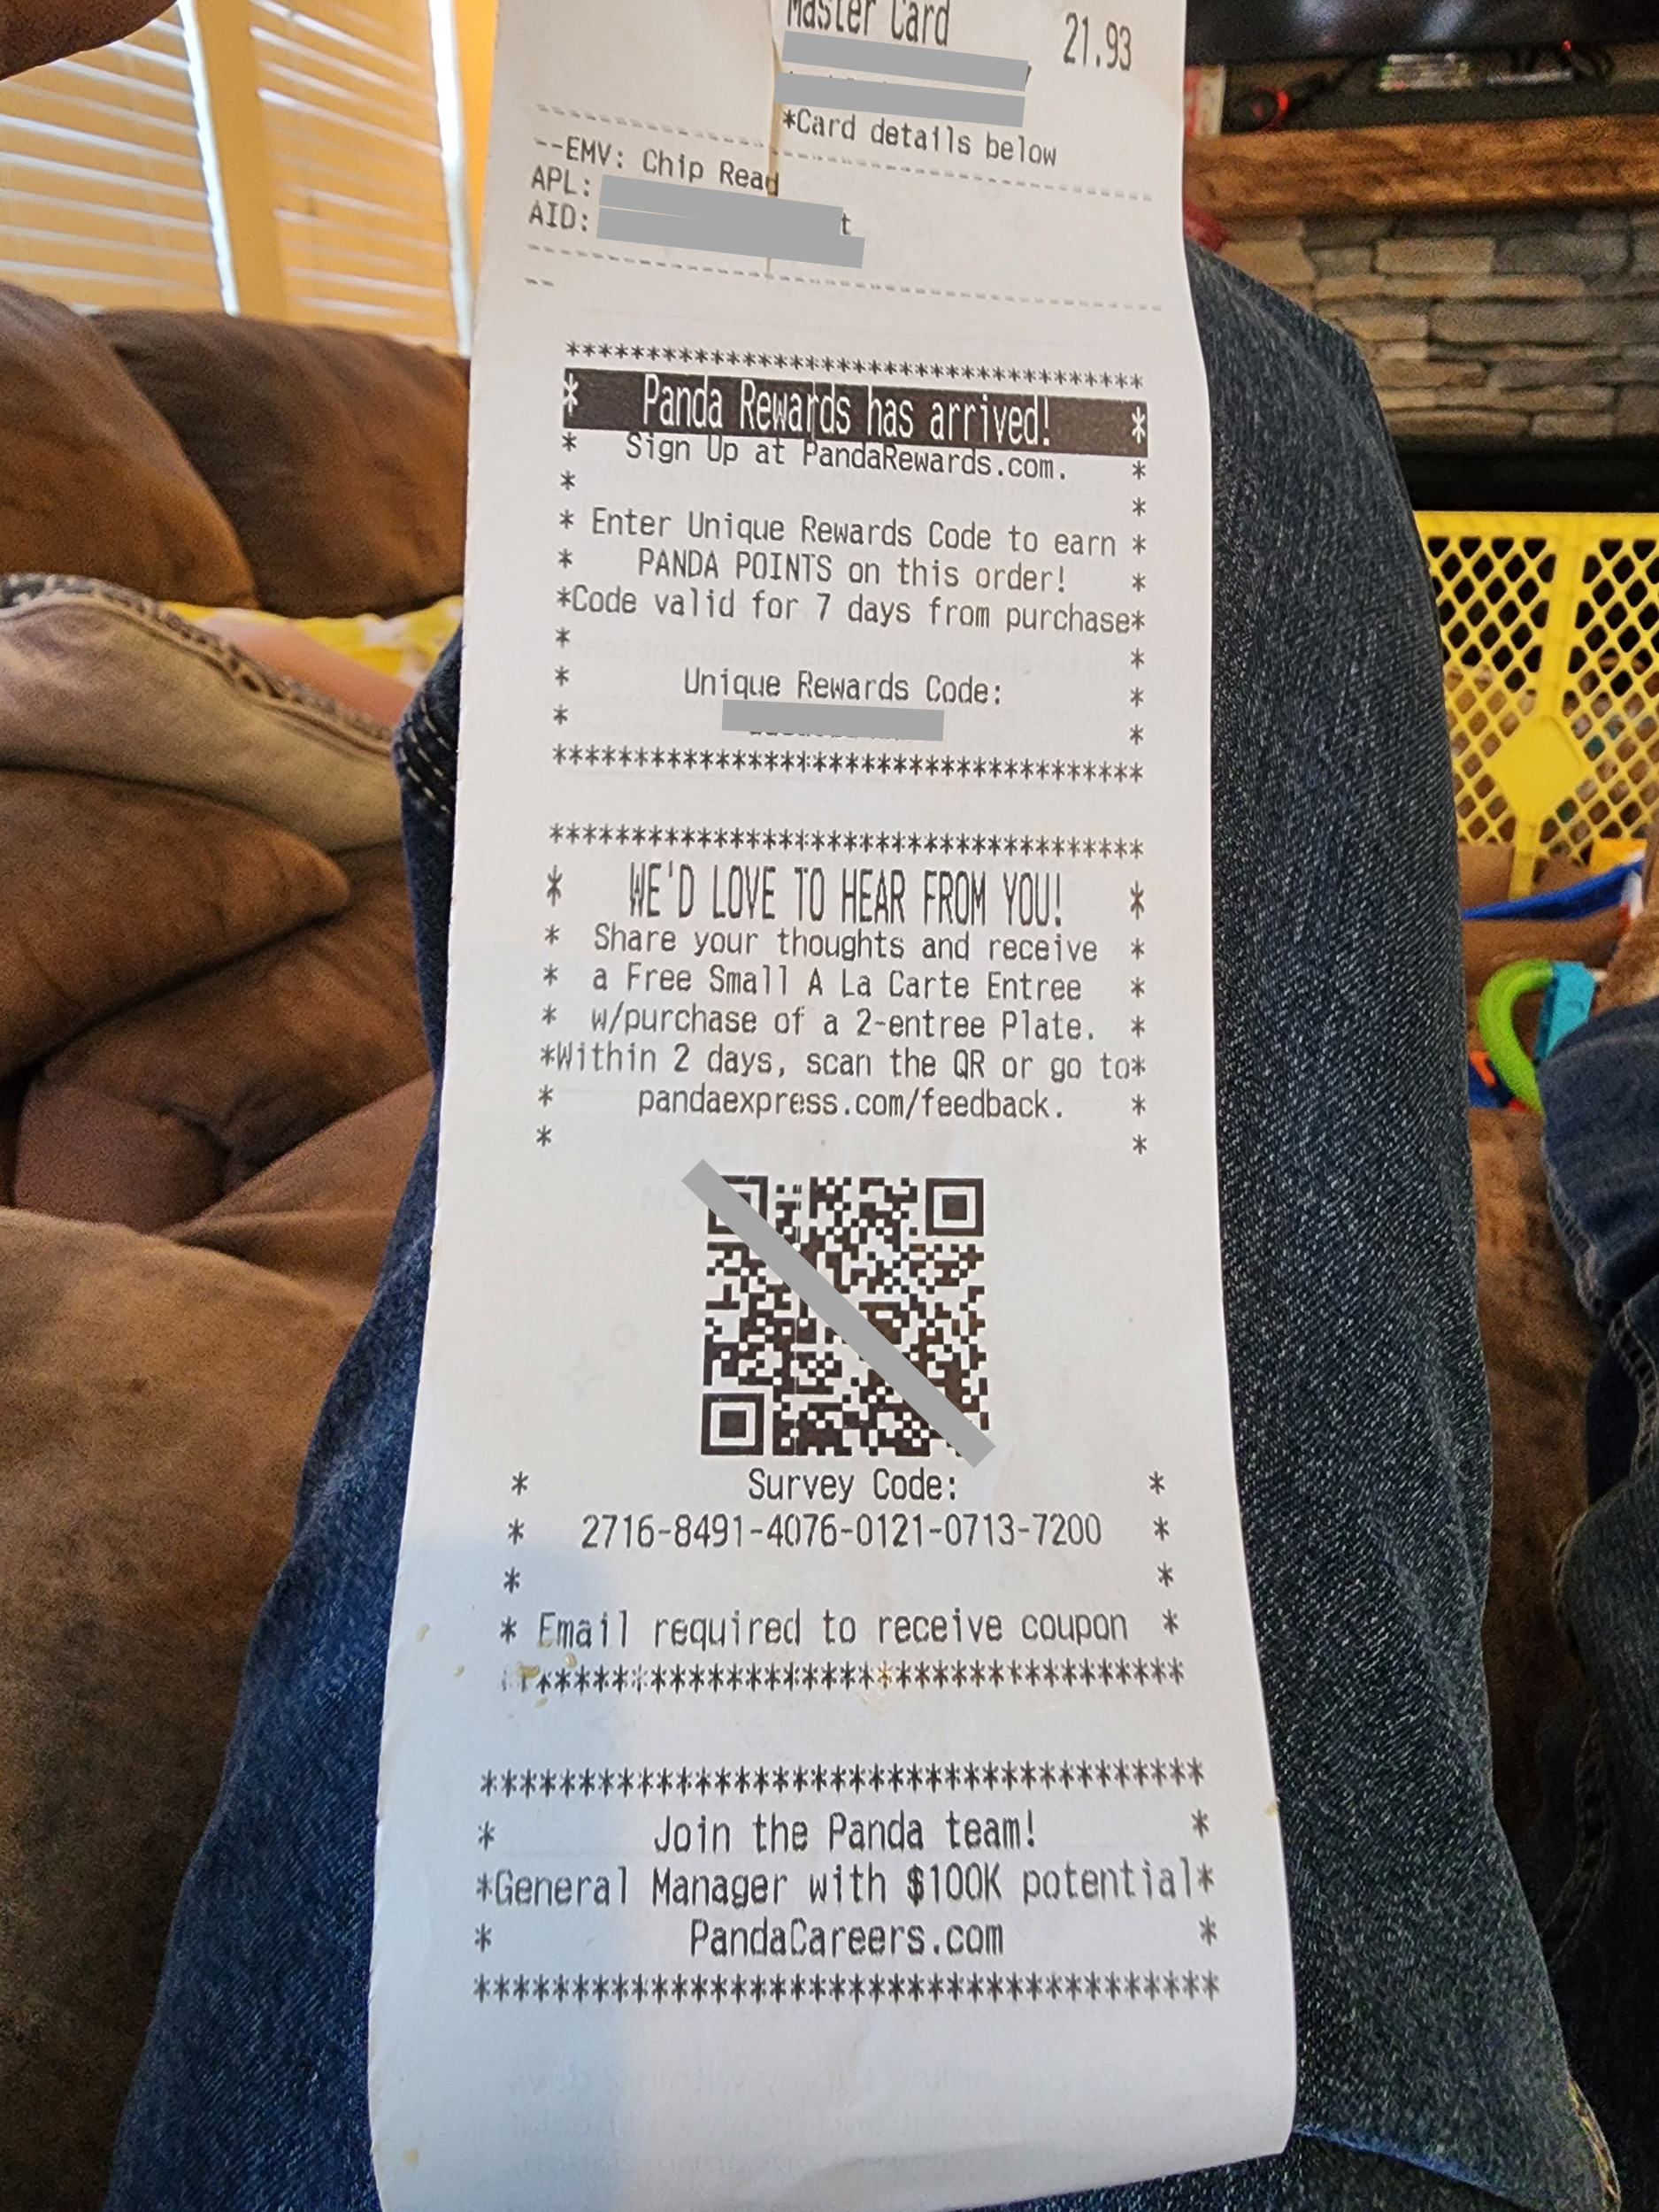 Master Card 21.93
*Card details below
--EMV: Chip Read
APL:
t
AID:
--
************************************
* Panda Rewards has arrived! *
* Sign Up at PandaRewards.com. *
* *
* Enter Unique Rewards Code to earn *
* PANDA POINTS on this order! *
*Code valid for 7 days from purchase*
* *
* Unique Rewards Code: *
* *
************************************
************************************
* WE'D LOVE TO HEAR FROM YOU! *
* Share your thoughts and receive *
* a Free Small A La Carte Entree *
* w/purchase of a 2-entree Plate. *
*Within 2 days, scan the QR or go to*
* pandaexpress.com/feedback. *
* *
* Survey Code: *
* 2716-8491-4076-0121-0713-7200 *
* *
* Email required to receive coupon *
************************************
************************************
* Join the Panda team! *
*General Manager with $100K potential*
* PandaCareers.com *
************************************